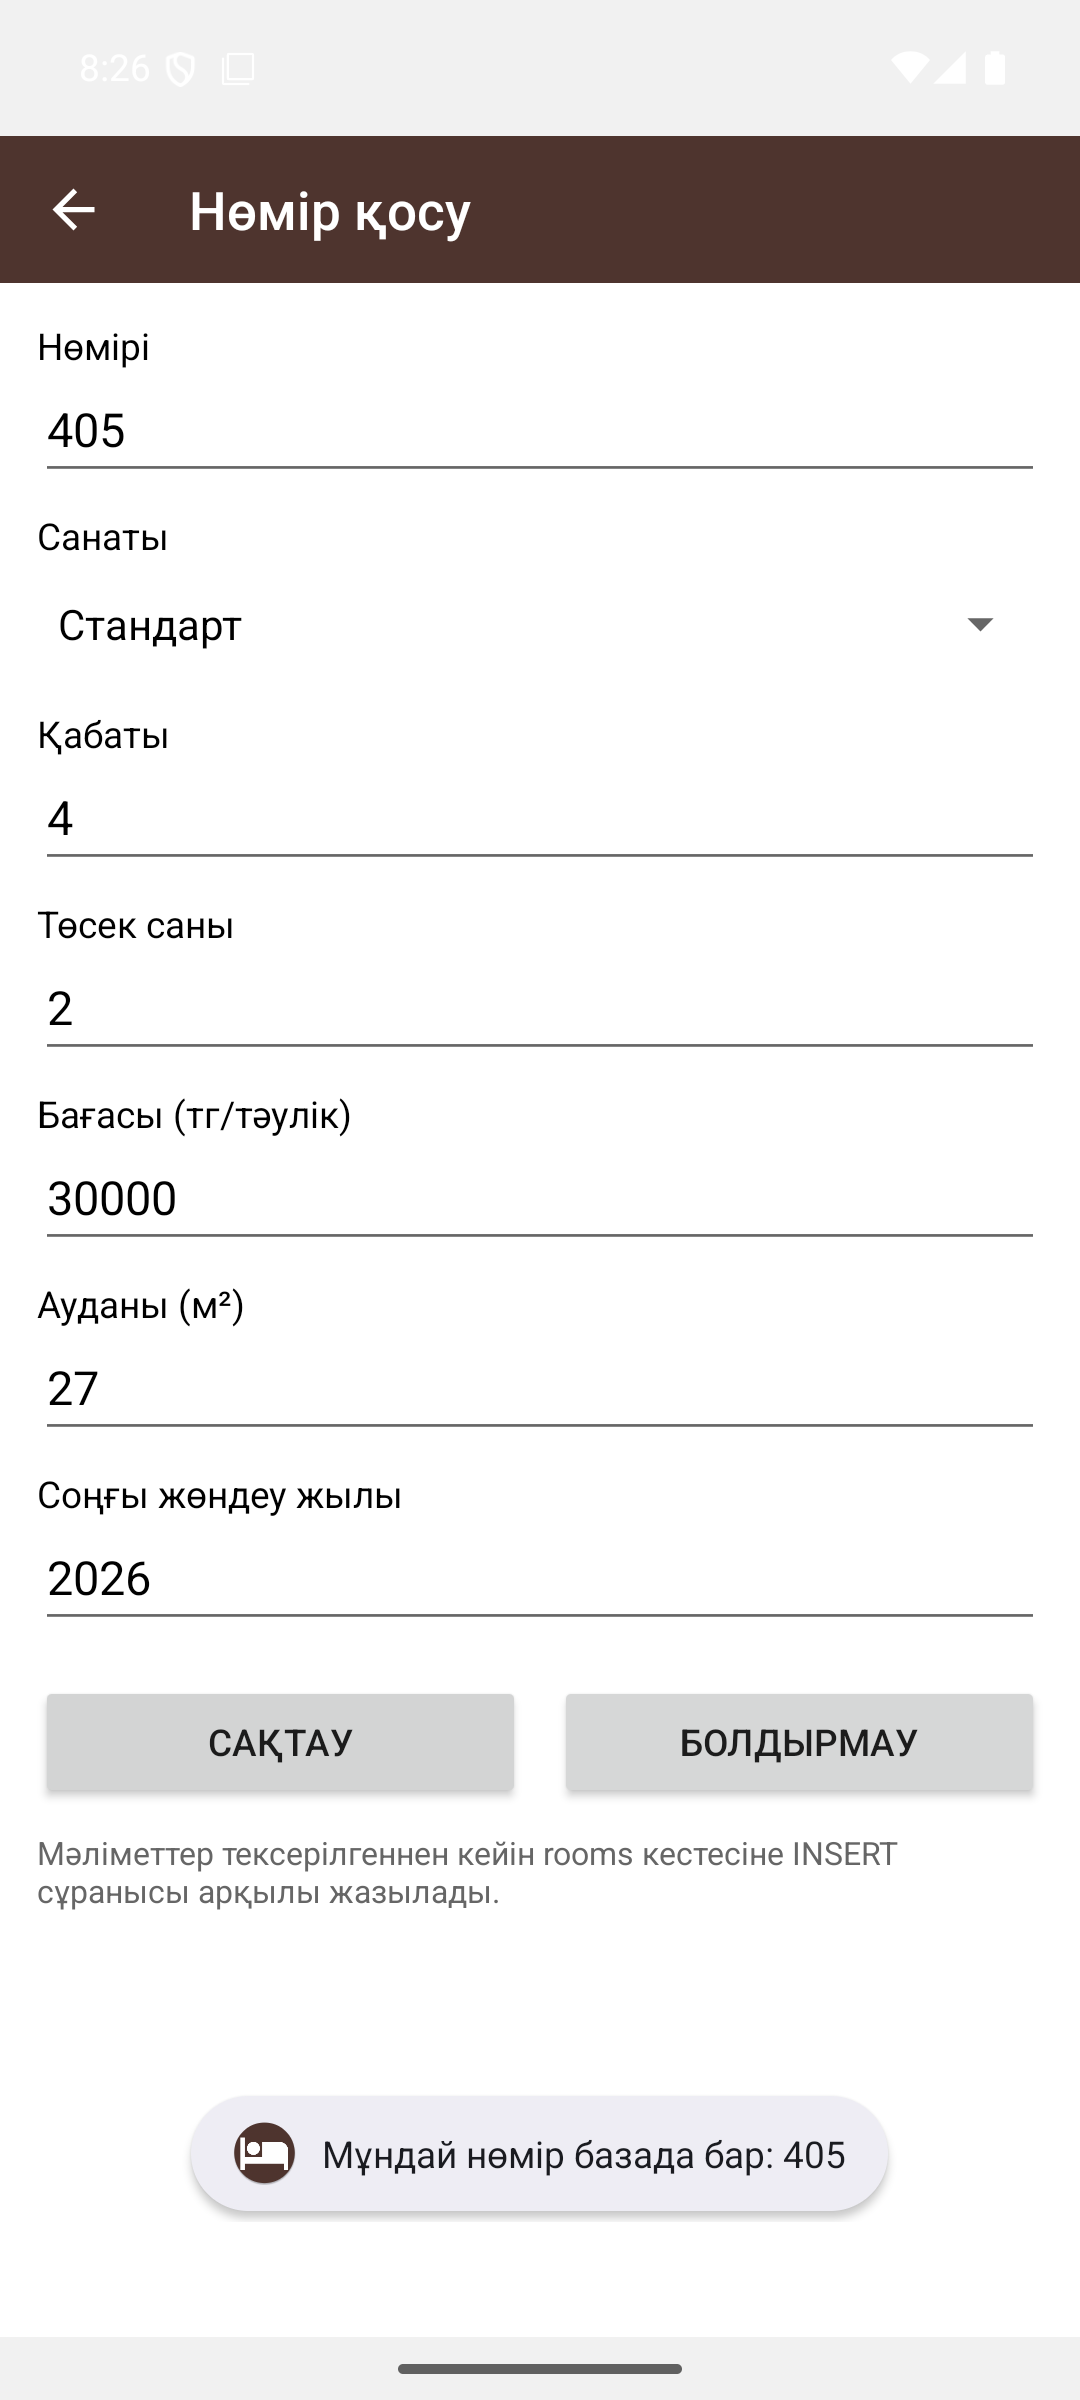 8:26
Нөмір қосу
Нөмірі
405
Санаты
Стандарт
Қабаты
4
Төсек саны
2
Бағасы (тг/тәулік)
30000
Ауданы (м²)
27
Соңғы жөндеу жылы
2026
САҚТАУ
БОЛДЫРМАУ
Мәліметтер тексерілгеннен кейін rooms кестесіне INSERT
сұранысы арқылы жазылады.
Мұндай нөмір базада бар: 405